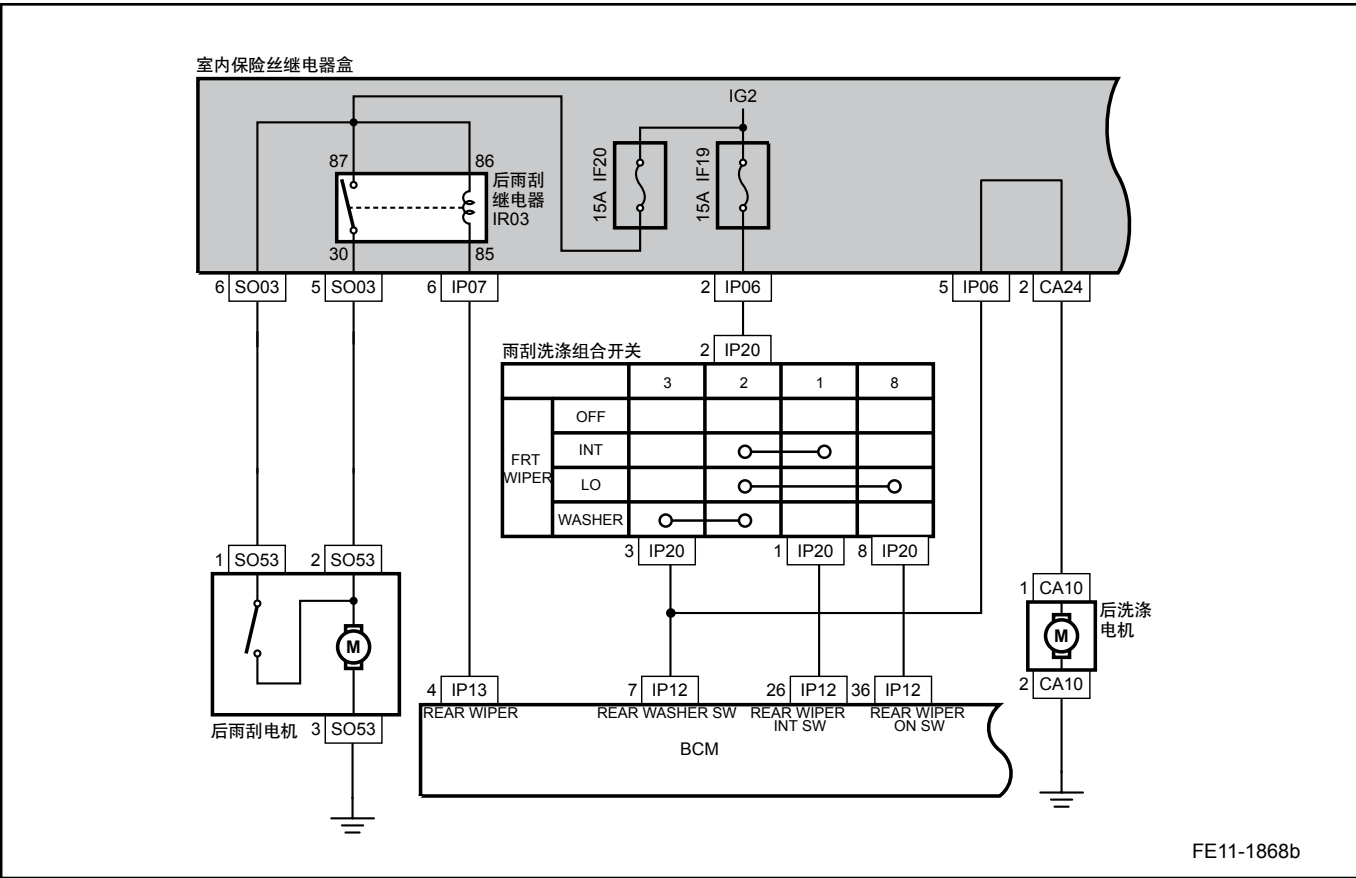 室内保险丝继电器盒
IG2
15A IF20
15A IF19
87
86
后雨刮
继电器
IR03
30
85
6 SO03
5 SO03
6 IP07
2 IP06
5 IP06
2 CA24
雨刮洗涤组合开关
2 IP20
3 2 1 8
FRT
WIPER
OFF
INT
LO
WASHER
3 IP20
1 IP20
8 IP20
1 SO53
2 SO53
M
后雨刮电机
3 SO53
1 CA10
M
后洗涤
电机
2 CA10
4 IP13
7 IP12
26 IP12
36 IP12
REAR WIPER
REAR WASHER SW
REAR WIPER
INT SW
REAR WIPER
ON SW
BCM
FE11-1868b